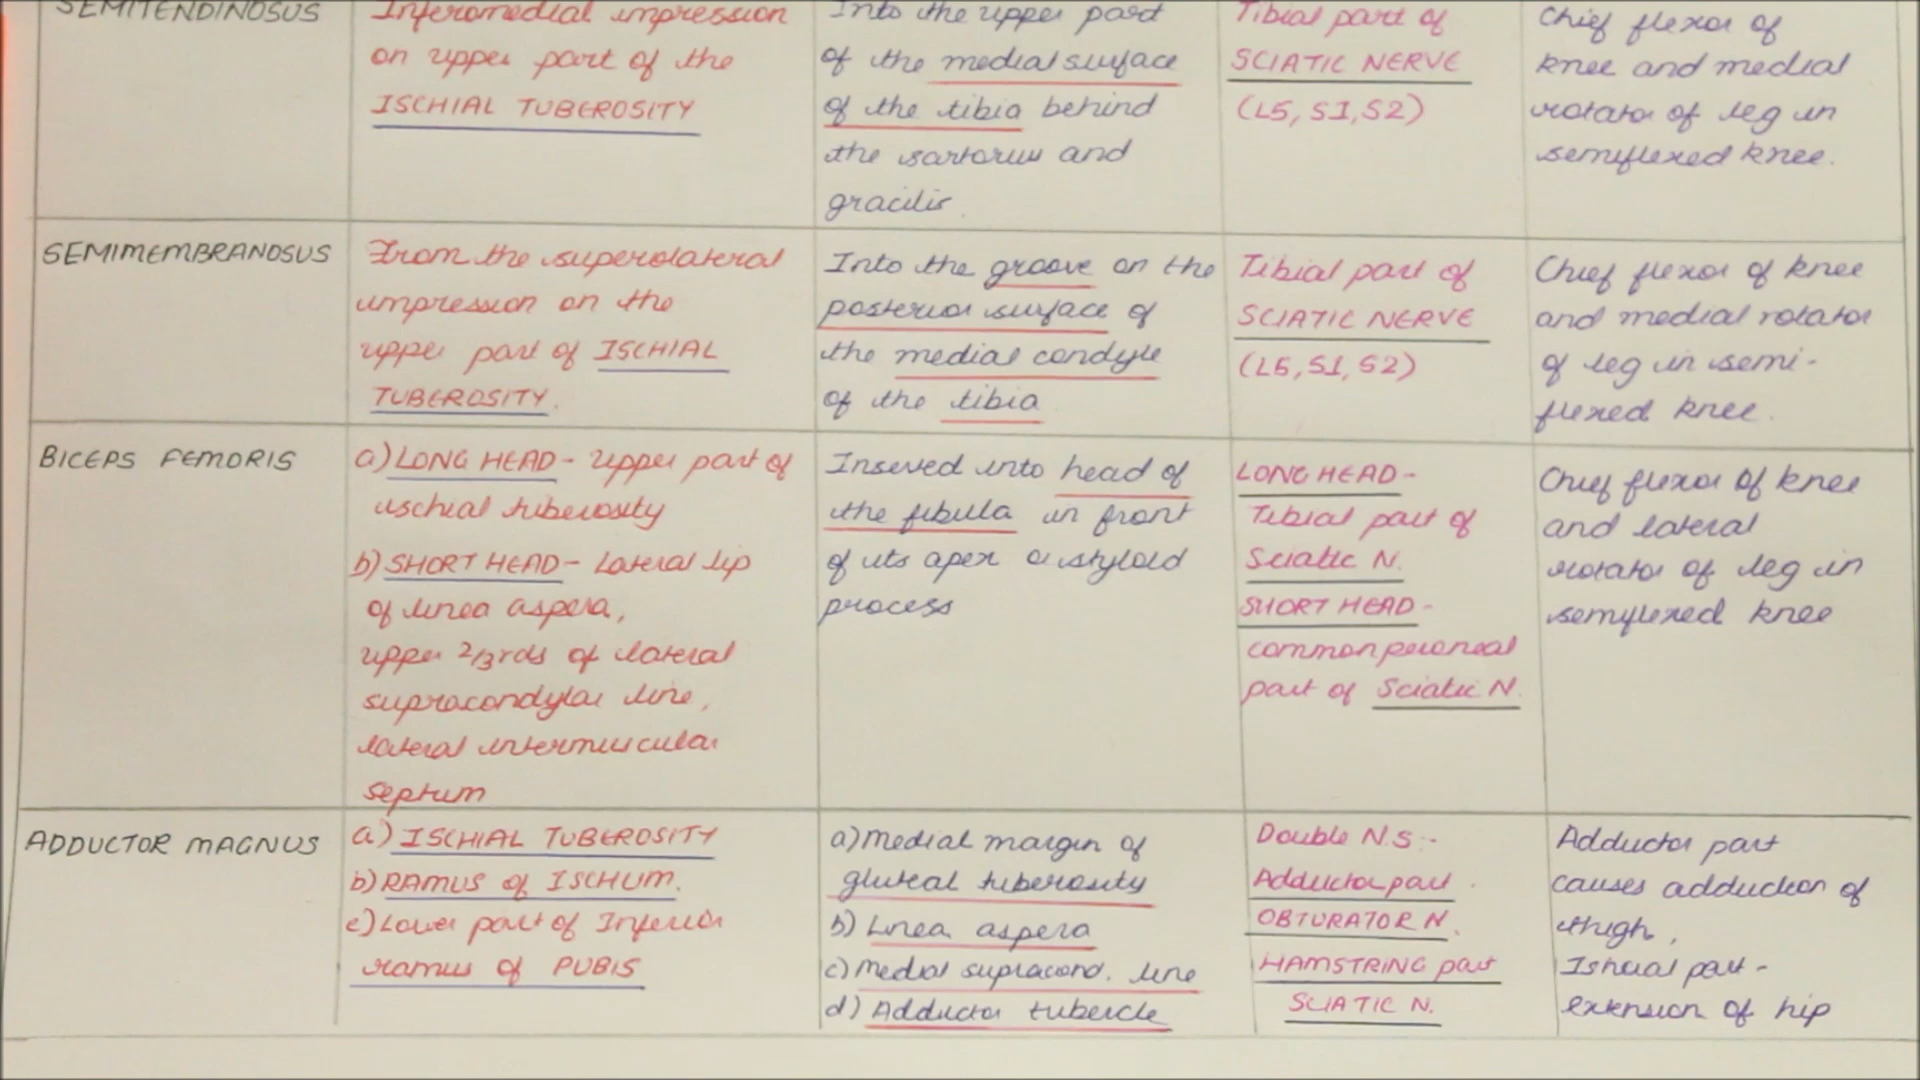 SEMITENDINOSUS
Inferomedial impression
on upper part of the
ISCHIAL TUBEROSITY
Into the upper part
of the medial surface
of the tibia behind
the sartorius and
gracilis.
Tibial part of
SCIATIC NERVE
(L5, S1, S2)
Chief flexor of
knee and medial
rotator of leg in
semiflexed knee.
SEMIMEMBRANOSUS
From the superolateral
impression on the
upper part of ISCHIAL
TUBEROSITY.
Into the groove on the
posterior surface of
the medial condyle
of the tibia
Tibial part of
SCIATIC NERVE
(L5, S1, S2)
Chief flexor of knee
and medial rotator
of leg in semi-
flexed knee.
BICEPS FEMORIS
a) LONG HEAD - Upper part of
ischial tuberosity
b) SHORT HEAD - Lateral lip
of linea aspera,
upper 2/3rds of lateral
supracondylar line,
lateral intermuscular
septum
Inserved into head of
the fibula in front
of its apex or styloid
process
LONG HEAD -
Tibial part of
Sciatic N.
SHORT HEAD -
common peroneal
part of Sciatic N.
Chief flexor of knee
and lateral
rotator of leg in
semiflexed knee
ADDUCTOR MAGNUS
a) ISCHIAL TUBEROSITY
b) RAMUS of ISCHIUM.
c) Lower part of Inferior
ramus of PUBIS
a) Medial margin of
gluteal tuberosity
b) Linea aspera
c) Medial supracond. line
d) Adductor tubercle
Double N.S:-
Adductor part
OBTURATOR N.
HAMSTRING part
SCIATIC N.
Adductor part
causes adduction of
thigh,
Ishcial part -
extension of hip